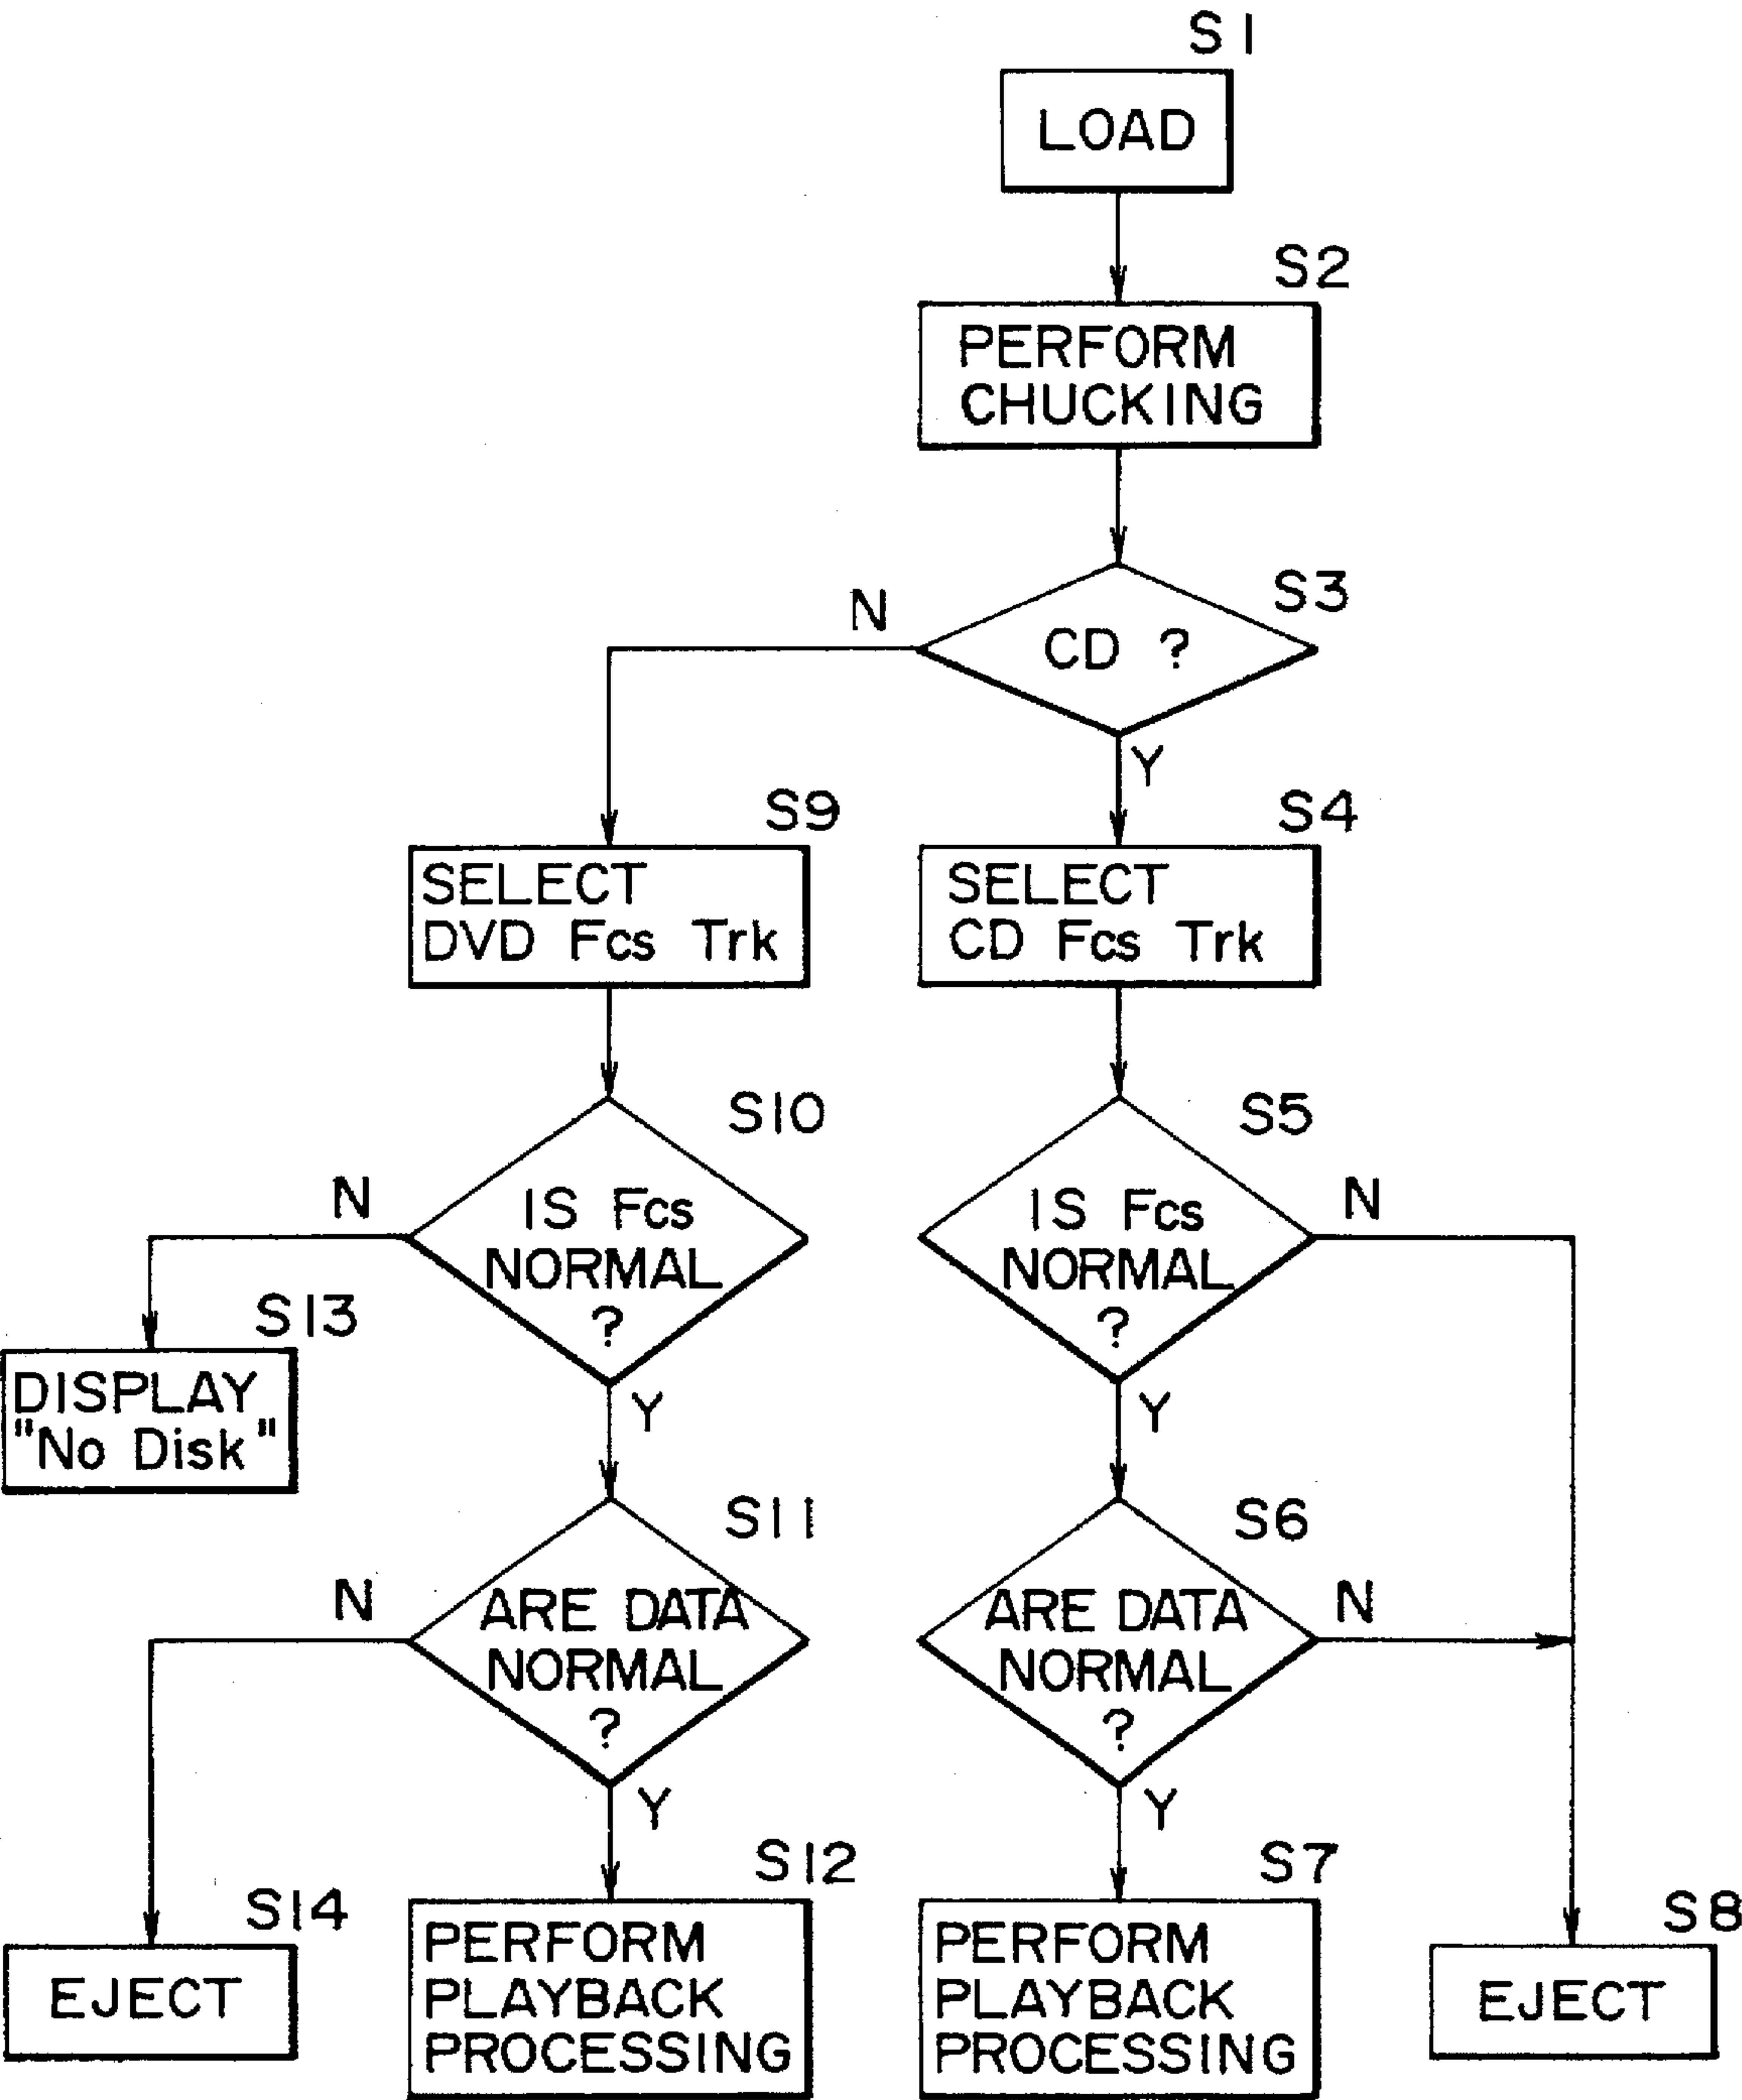 S1
LOAD
S2
PERFORM
CHUCKING
S3
N
CD ?
Y
S9
S4
SELECT
DVD Fcs Trk
SELECT
CD Fcs Trk
S10
S5
N
IS Fcs
NORMAL
?
IS Fcs
NORMAL
?
N
S13
DISPLAY
"No Disk"
Y
Y
S11
S6
N
ARE DATA
NORMAL
?
ARE DATA
NORMAL
?
N
Y
Y
S14
S12
S7
S8
EJECT
PERFORM
PLAYBACK
PROCESSING
PERFORM
PLAYBACK
PROCESSING
EJECT